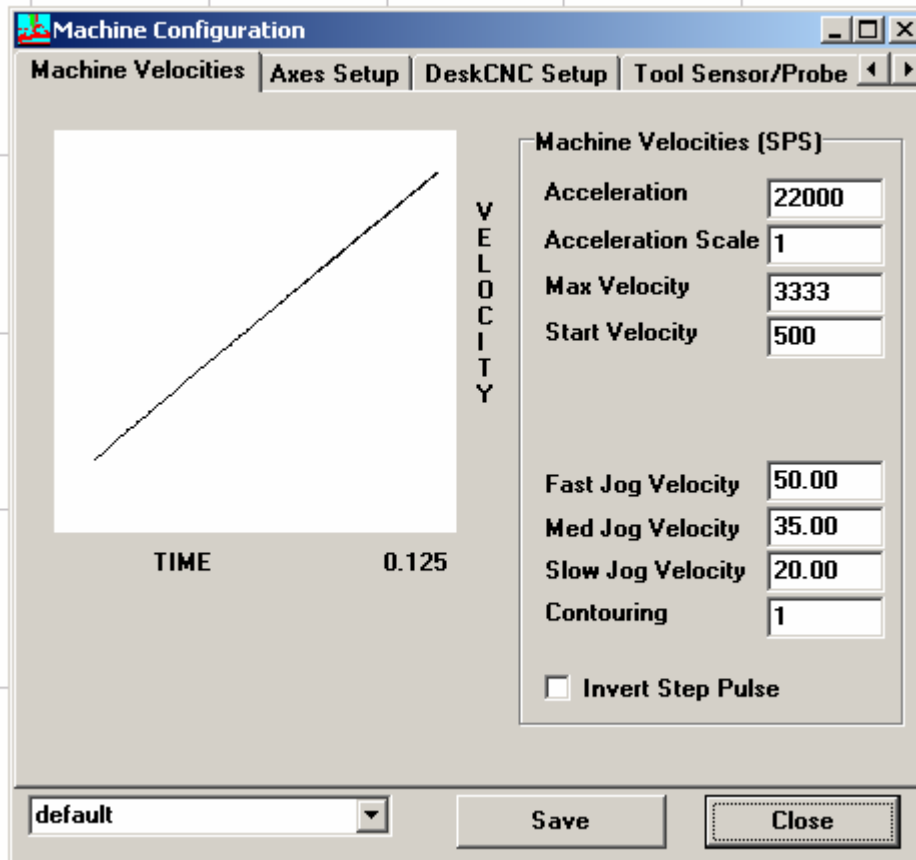 Machine Configuration
Machine Velocities Axes Setup DeskCNC Setup Tool Sensor/Probe
VELOCITY
TIME 0.125
Machine Velocities (SPS)
Acceleration 22000
Acceleration Scale 1
Max Velocity 3333
Start Velocity 500
Fast Jog Velocity 50.00
Med Jog Velocity 35.00
Slow Jog Velocity 20.00
Contouring 1
Invert Step Pulse
default Save Close